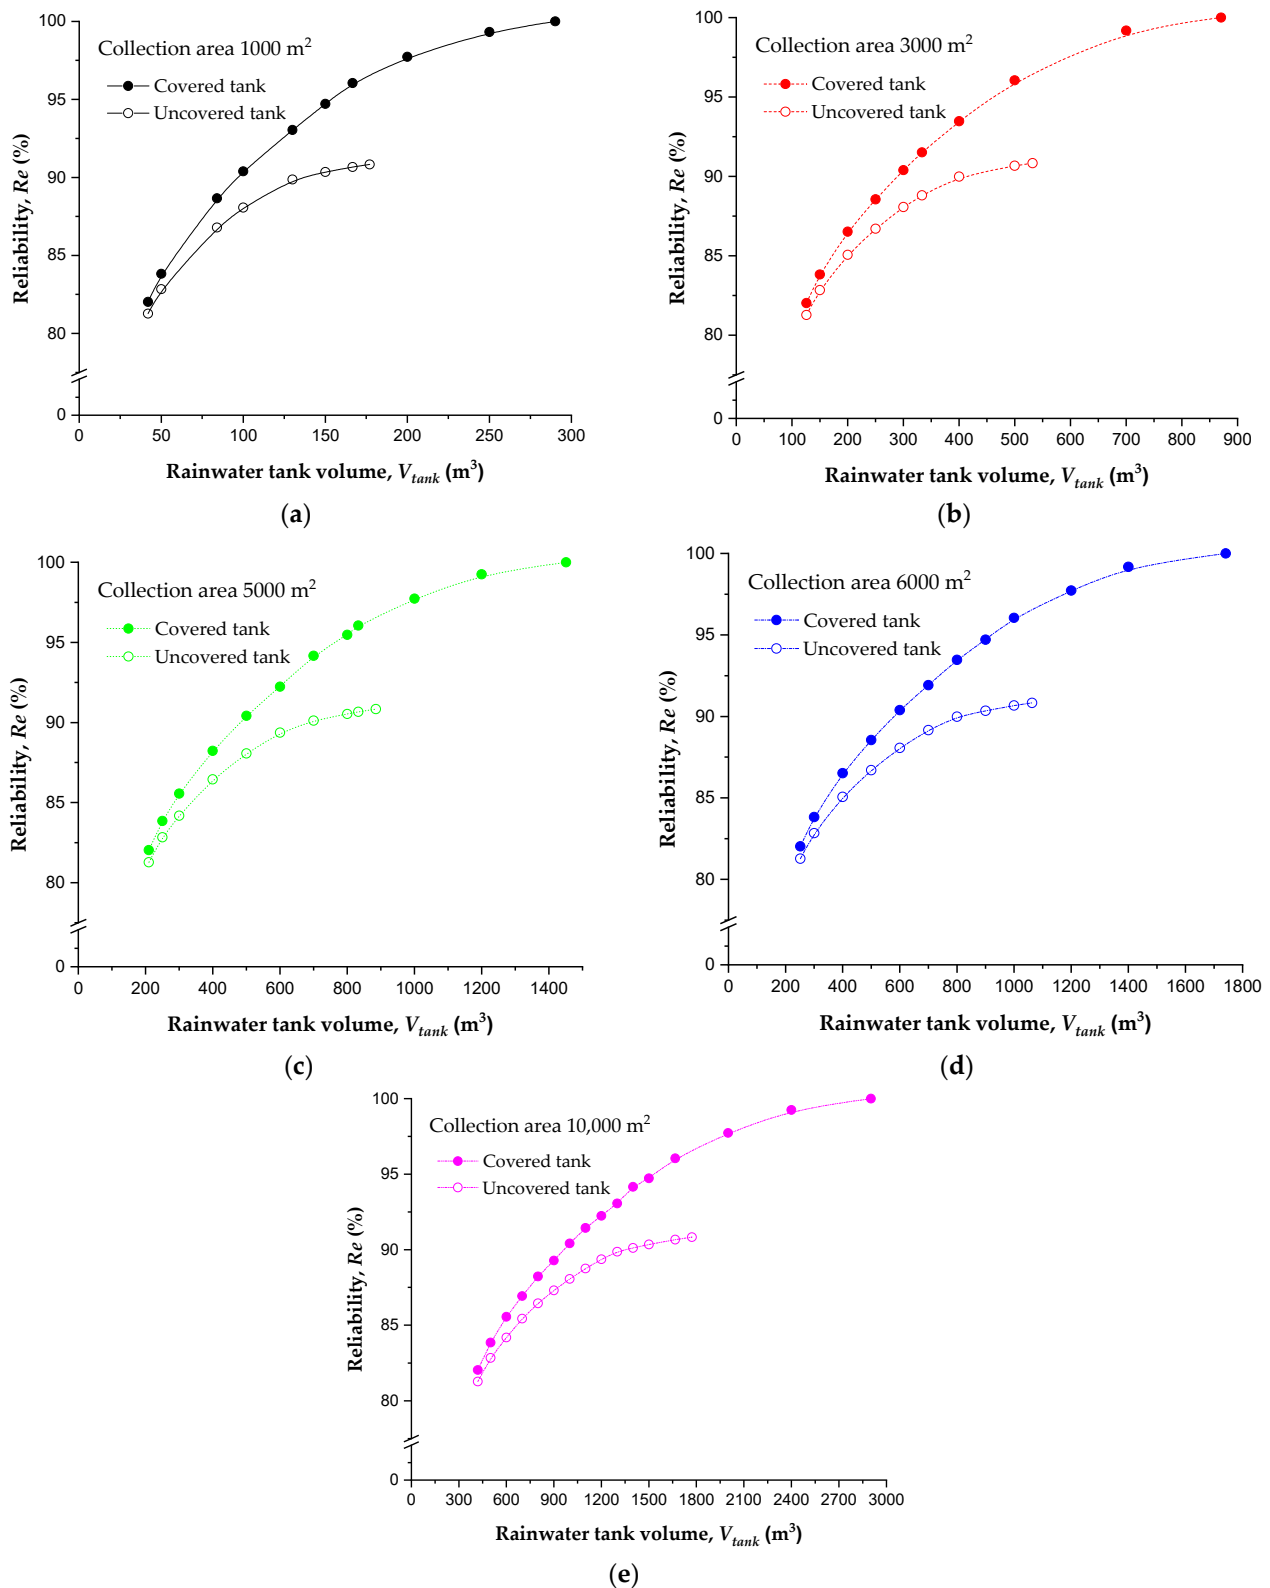 Collection area 1000 m²
Covered tank
Uncovered tank
Reliability, Re (%)
100
95
90
85
80
0
0 50 100 150 200 250 300
Rainwater tank volume, V_tank (m³)
(a)
Collection area 3000 m²
Covered tank
Uncovered tank
Reliability, Re (%)
100
95
90
85
80
0
0 100 200 300 400 500 600 700 800 900
Rainwater tank volume, V_tank (m³)
(b)
Collection area 5000 m²
Covered tank
Uncovered tank
Reliability, Re (%)
100
95
90
85
80
0
0 200 400 600 800 1000 1200 1400
Rainwater tank volume, V_tank (m³)
(c)
Collection area 6000 m²
Covered tank
Uncovered tank
Reliability, Re (%)
100
95
90
85
80
0
0 200 400 600 800 1000 1200 1400 1600 1800
Rainwater tank volume, V_tank (m³)
(d)
Collection area 10,000 m²
Covered tank
Uncovered tank
Reliability, Re (%)
100
95
90
85
80
0
0 300 600 900 1200 1500 1800 2100 2400 2700 3000
Rainwater tank volume, V_tank (m³)
(e)